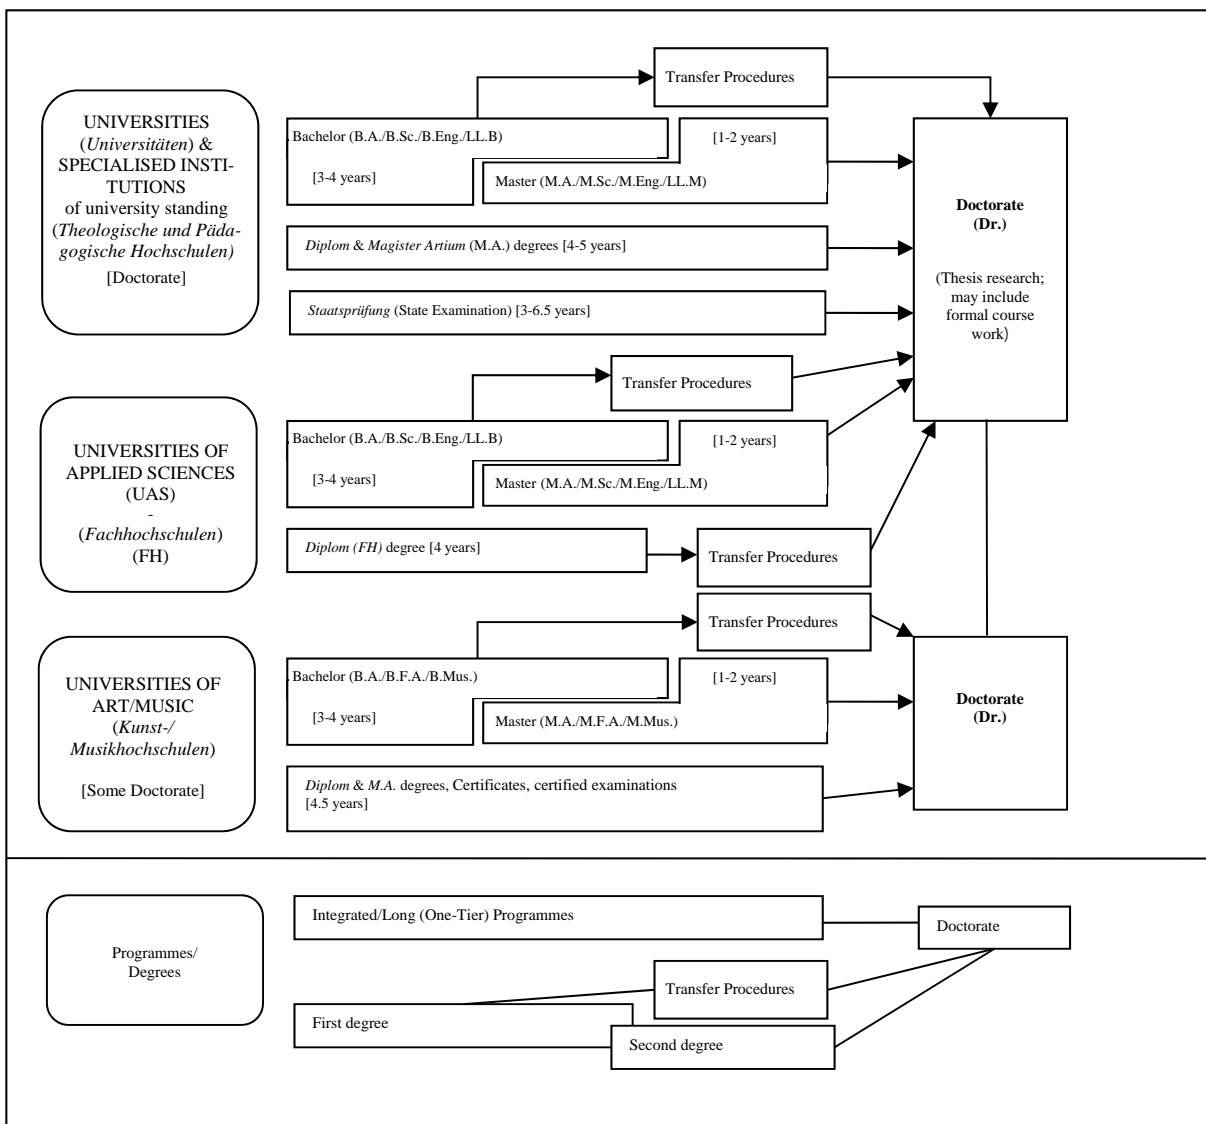 Transfer Procedures
UNIVERSITIES
(Universitäten) &
SPECIALISED INSTI-
TUTIONS
of university standing
(Theologische und Päda-
gogische Hochschulen)
[Doctorate]
Bachelor (B.A./B.Sc./B.Eng./LL.B)
[3-4 years]
[1-2 years]
Master (M.A./M.Sc./M.Eng./LL.M)
Diplom & Magister Artium (M.A.) degrees [4-5 years]
Staatsprüfung (State Examination) [3-6.5 years]
Doctorate
(Dr.)
(Thesis research;
may include
formal course
work)
Transfer Procedures
UNIVERSITIES OF
APPLIED SCIENCES
(UAS)
-
(Fachhochschulen)
(FH)
Bachelor (B.A./B.Sc./B.Eng./LL.B)
[3-4 years]
[1-2 years]
Master (M.A./M.Sc./M.Eng./LL.M)
Diplom (FH) degree [4 years]
Transfer Procedures
Transfer Procedures
UNIVERSITIES OF
ART/MUSIC
(Kunst-/
Musikhochschulen)
[Some Doctorate]
Bachelor (B.A./B.F.A./B.Mus.)
[3-4 years]
[1-2 years]
Master (M.A./M.F.A./M.Mus.)
Diplom & M.A. degrees, Certificates, certified examinations
[4.5 years]
Doctorate
(Dr.)
Programmes/
Degrees
Integrated/Long (One-Tier) Programmes
Doctorate
Transfer Procedures
First degree
Second degree